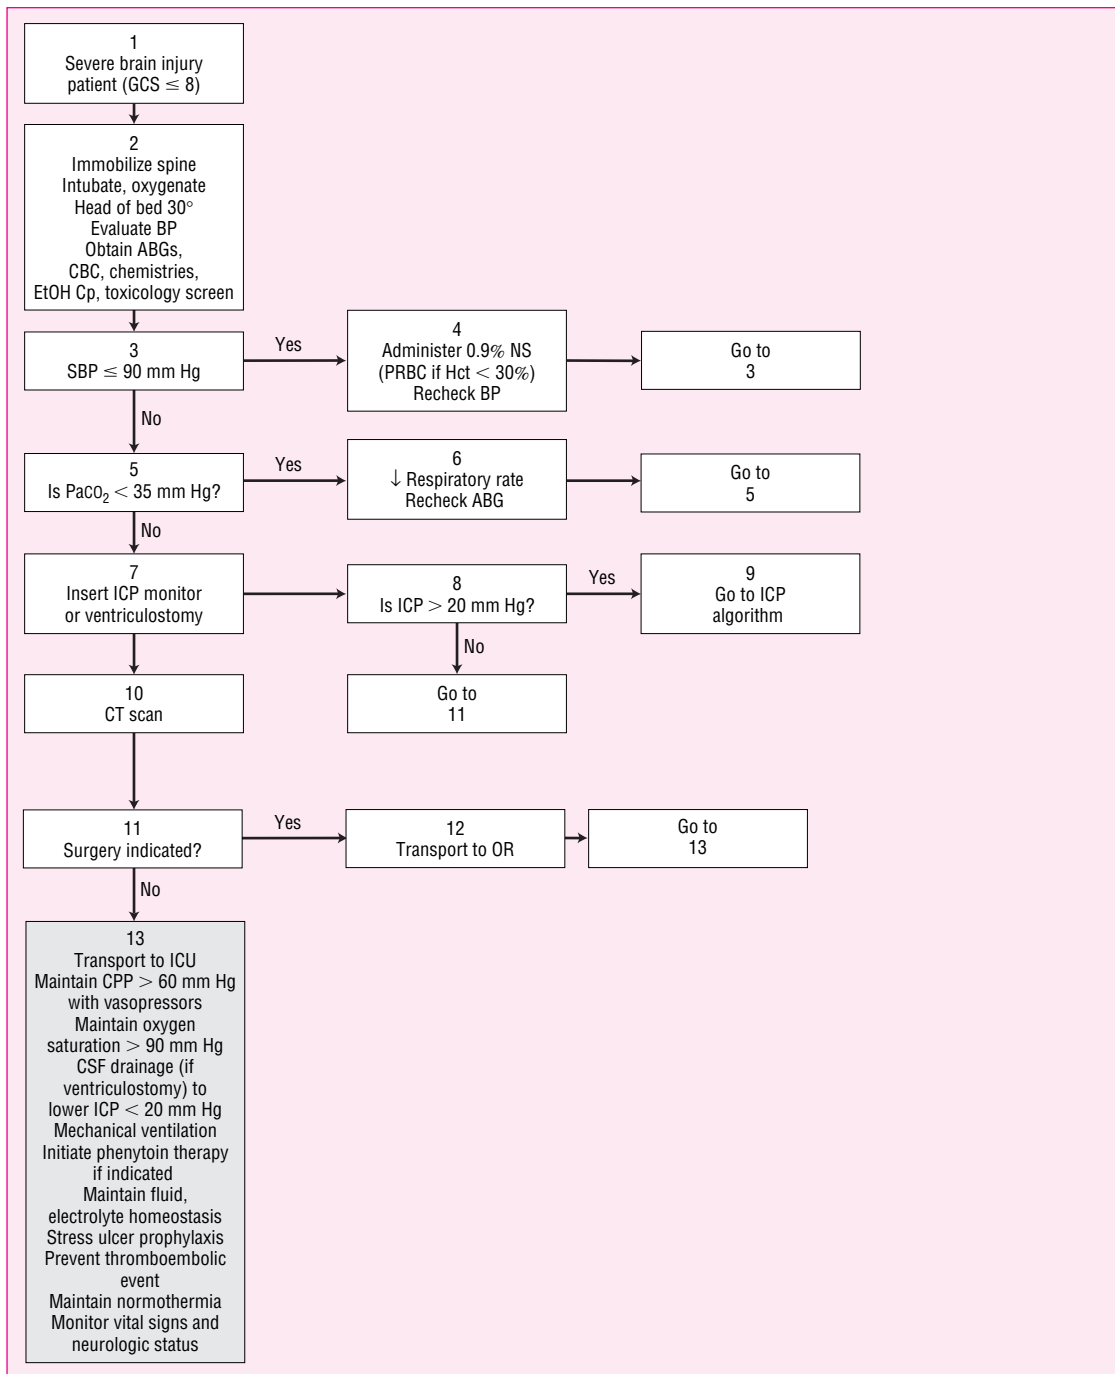 1
Severe brain injury
patient (GCS ≤ 8)
2
Immobilize spine
Intubate, oxygenate
Head of bed 30°
Evaluate BP
Obtain ABGs,
CBC, chemistries,
EtOH Cp, toxicology screen
3
SBP ≤ 90 mm Hg
Yes
4
Administer 0.9% NS
(PRBC if Hct < 30%)
Recheck BP
Go to
3
No
5
Is PaCO₂ < 35 mm Hg?
Yes
6
↓ Respiratory rate
Recheck ABG
Go to
5
No
7
Insert ICP monitor
or ventriculostomy
8
Is ICP > 20 mm Hg?
Yes
9
Go to ICP
algorithm
No
10
CT scan
Go to
11
11
Surgery indicated?
Yes
12
Transport to OR
Go to
13
No
13
Transport to ICU
Maintain CPP > 60 mm Hg
with vasopressors
Maintain oxygen
saturation > 90 mm Hg
CSF drainage (if
ventriculostomy) to
lower ICP < 20 mm Hg
Mechanical ventilation
Initiate phenytoin therapy
if indicated
Maintain fluid,
electrolyte homeostasis
Stress ulcer prophylaxis
Prevent thromboembolic
event
Maintain normothermia
Monitor vital signs and
neurologic status